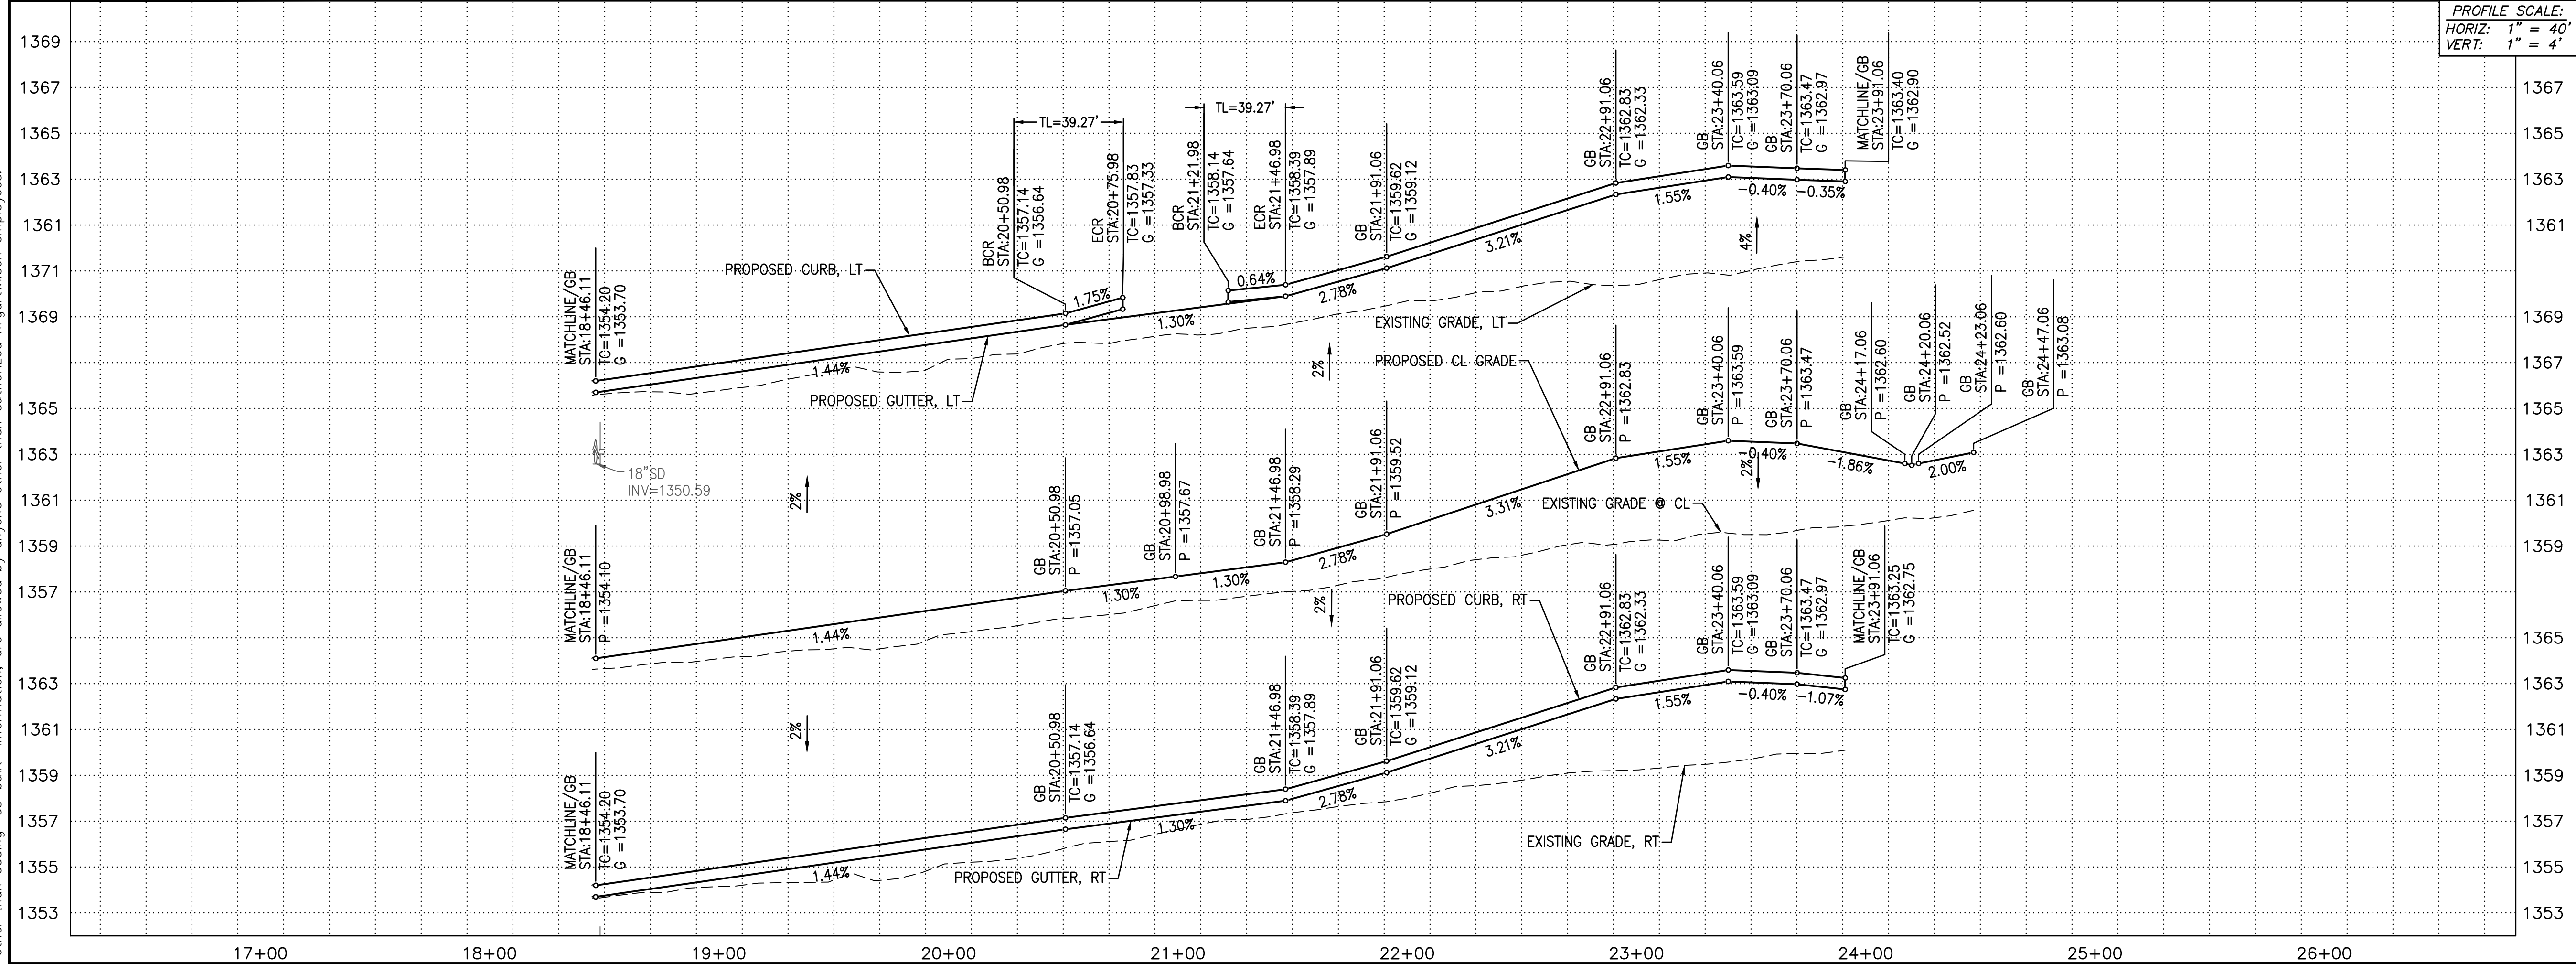 PROFILE SCALE:
HORIZ: 1" = 40'
VERT: 1" = 4'
1369
1367
1365
1363
1361
1371
1369
1367
1365
1363
1361
1359
1357
1365
1363
1361
1359
1357
1355
1353
MATCHLINE/GB
STA:18+46.11
TC=1354.20
G =1353.70
PROPOSED CURB, LT
PROPOSED GUTTER, LT
1.44%
BCR
STA:20+50.98
TC=1357.14
G =1356.64
TL=39.27'
ECR
STA:20+75.98
TC=1357.83
G =1357.33
1.75%
1.30%
BCR
STA:21+21.98
TC=1358.14
G =1357.64
TL=39.27'
ECR
STA:21+46.98
TC=1358.39
G =1357.89
0.64%
2.78%
GB
STA:21+91.06
TC=1359.62
G =1359.12
3.21%
GB
STA:22+91.06
TC=1362.83
G =1362.33
1.55%
GB
STA:23+40.06
TC=1363.59
G =1363.09
-0.40%
GB
STA:23+70.06
TC=1363.47
G =1362.97
-0.35%
MATCHLINE/GB
STA:23+91.06
TC=1363.40
G =1362.90
4%
EXISTING GRADE, LT
2%
18"SD
INV=1350.59
2%
MATCHLINE/GB
STA:18+46.11
P =1354.10
1.44%
GB
STA:20+50.98
P =1357.05
1.30%
GB
STA:20+98.98
P =1357.67
1.30%
GB
STA:21+46.98
P =1358.29
2.78%
GB
STA:21+91.06
P =1359.52
PROPOSED CL GRADE
3.31%
GB
STA:22+91.06
P =1362.83
1.55%
GB
STA:23+40.06
P =1363.59
-0.40%
GB
STA:23+70.06
P =1363.47
-1.86%
GB
STA:24+17.06
P =1362.60
GB
STA:24+20.06
P =1362.52
GB
STA:24+23.06
P =1362.60
2.00%
STA:24+47.06
P =1363.08
EXISTING GRADE @ CL
2%
2%
2%
MATCHLINE/GB
STA:18+46.11
TC=1354.20
G =1353.70
1.44%
GB
STA:20+50.98
TC=1357.14
G =1356.64
1.30%
PROPOSED GUTTER, RT
GB
STA:21+46.98
TC=1358.39
G =1357.89
2.78%
GB
STA:21+91.06
TC=1359.62
G =1359.12
PROPOSED CURB, RT
3.21%
GB
STA:22+91.06
TC=1362.83
G =1362.33
1.55%
GB
STA:23+40.06
TC=1363.59
G =1363.09
-0.40%
GB
STA:23+70.06
TC=1363.47
G =1362.97
-1.07%
MATCHLINE/GB
STA:23+91.06
TC=1363.25
G =1362.75
EXISTING GRADE, RT
1367
1365
1363
1361
1369
1367
1365
1363
1361
1359
1365
1363
1361
1359
1357
1355
1353
17+00
18+00
19+00
20+00
21+00
22+00
23+00
24+00
25+00
26+00